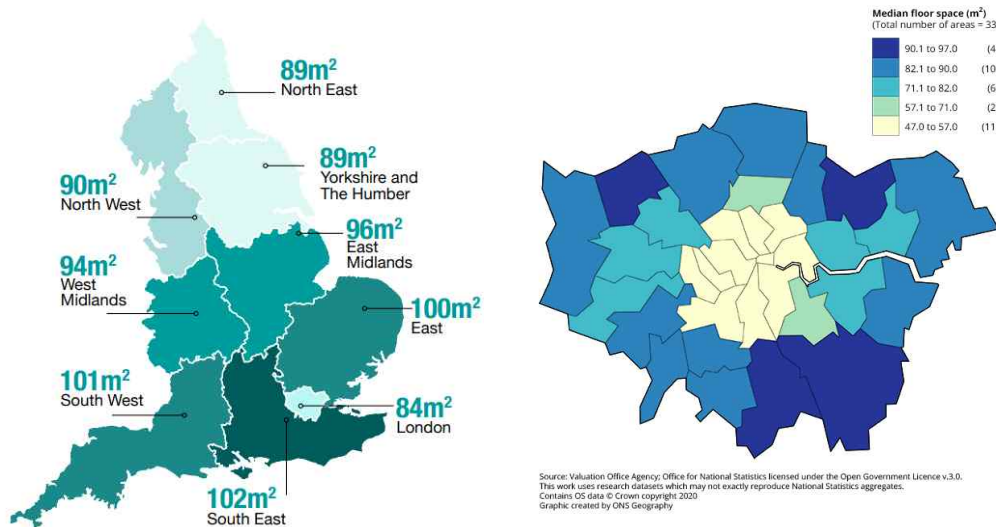 89m²
North East
89m²
Yorkshire and
The Humber
90m²
North West
96m²
East
Midlands
94m²
West
Midlands
100m²
East
101m²
South West
84m²
London
102m²
South East
Median floor space (m²)
(Total number of areas = 33
90.1 to 97.0 (4
82.1 to 90.0 (10
71.1 to 82.0 (6
57.1 to 71.0 (2
47.0 to 57.0 (11
Source: Valuation Office Agency; Office for National Statistics licensed under the Open Government Licence v.3.0.
This work uses research datasets which may not exactly reproduce National Statistics aggregates.
Contains OS data © Crown copyright 2020
Graphic created by ONS Geography